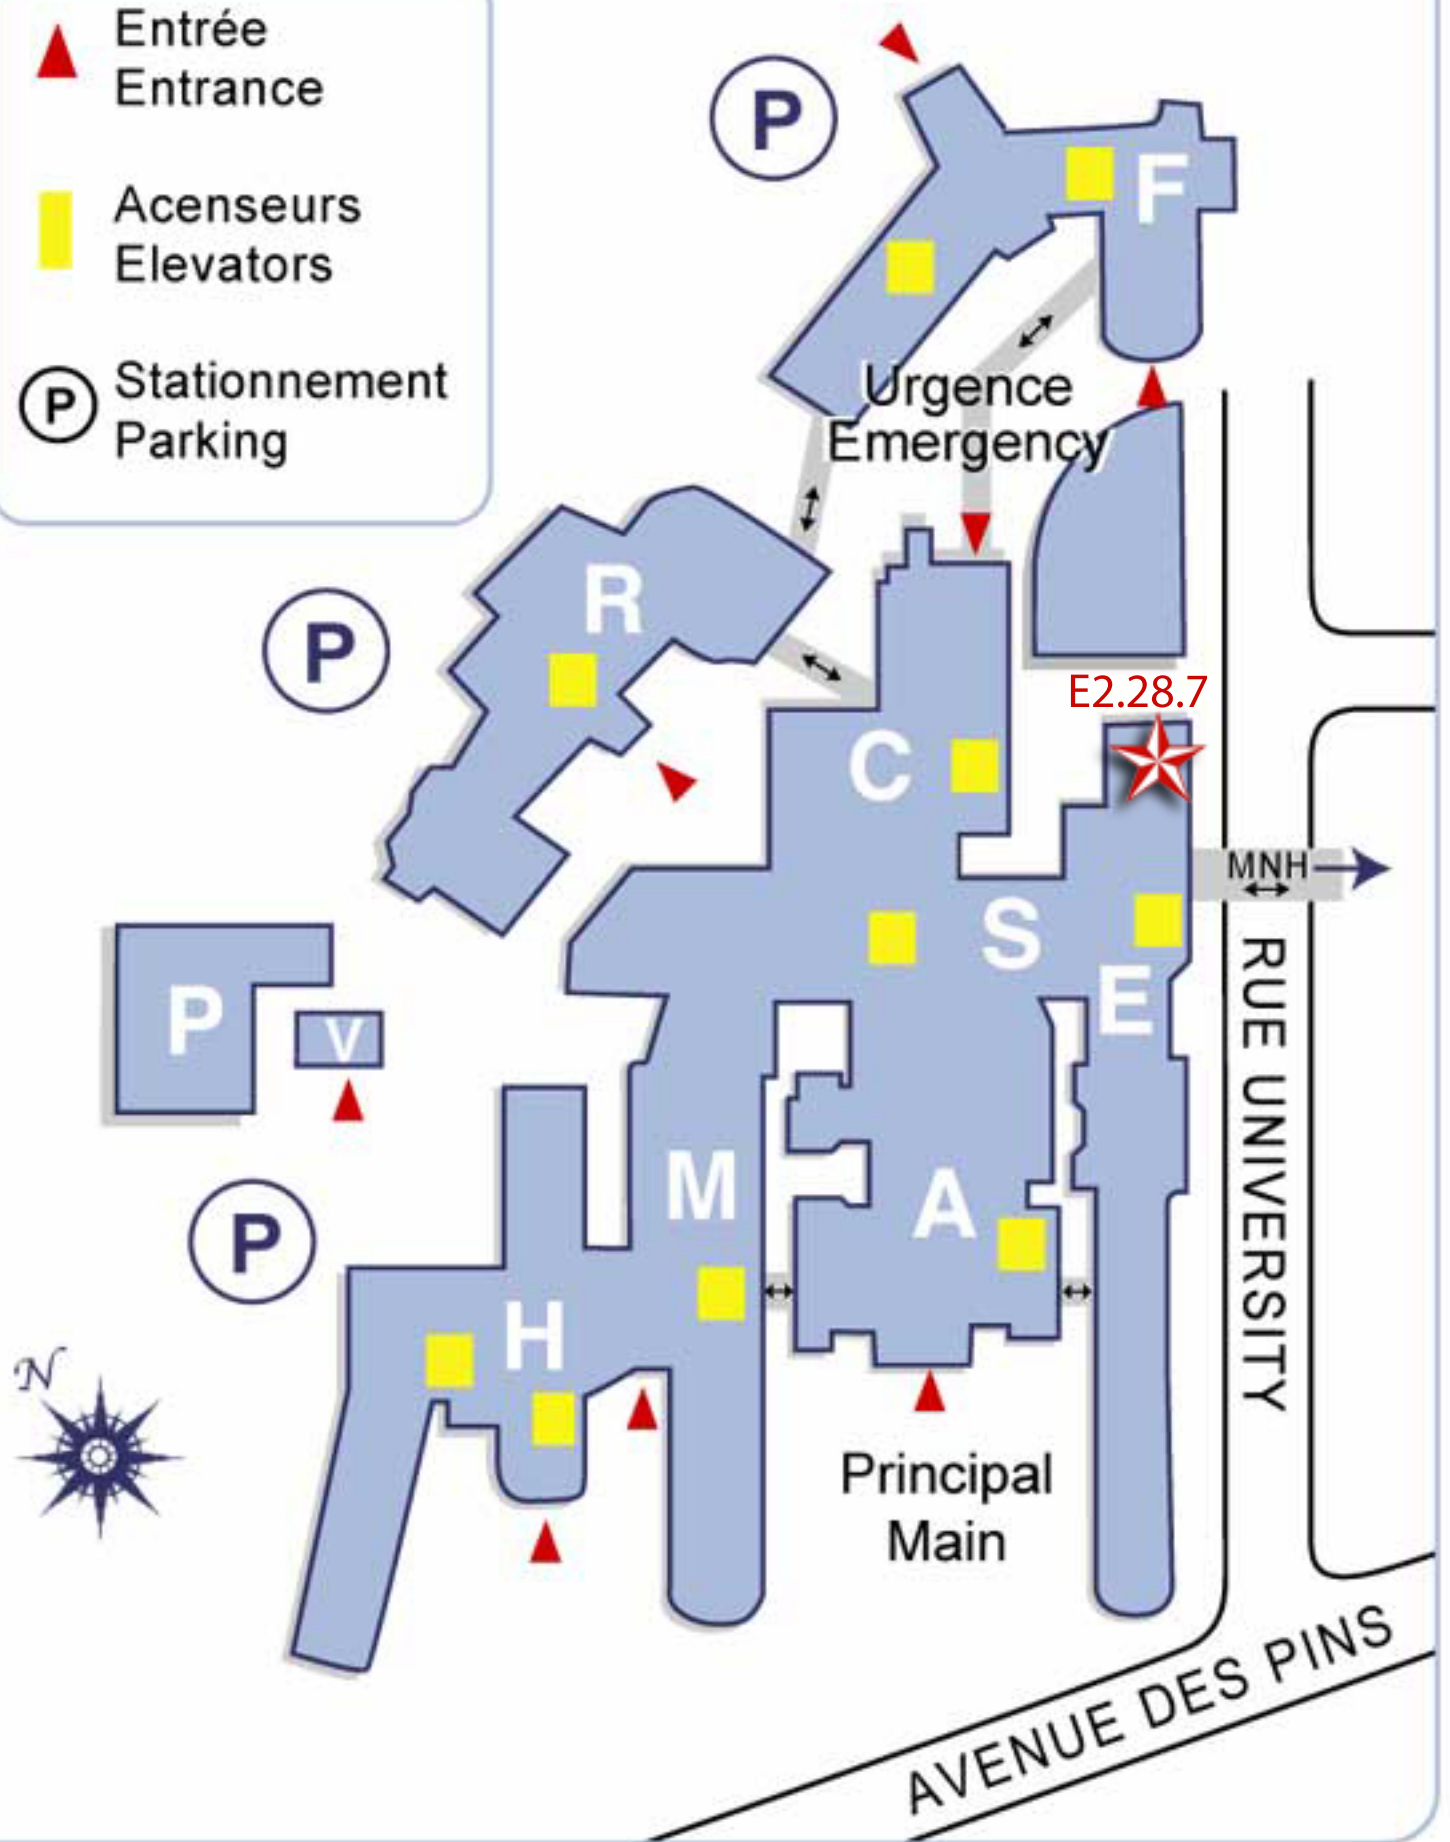 Entrée
Entrance
Acenseurs
Elevators
P
Stationnement
Parking
P
F
Urgence
Emergency
R
P
E2.28.7
C
MNH
S
E
P
V
RUE UNIVERSITY
M
A
P
H
N
Principal
Main
AVENUE DES PINS